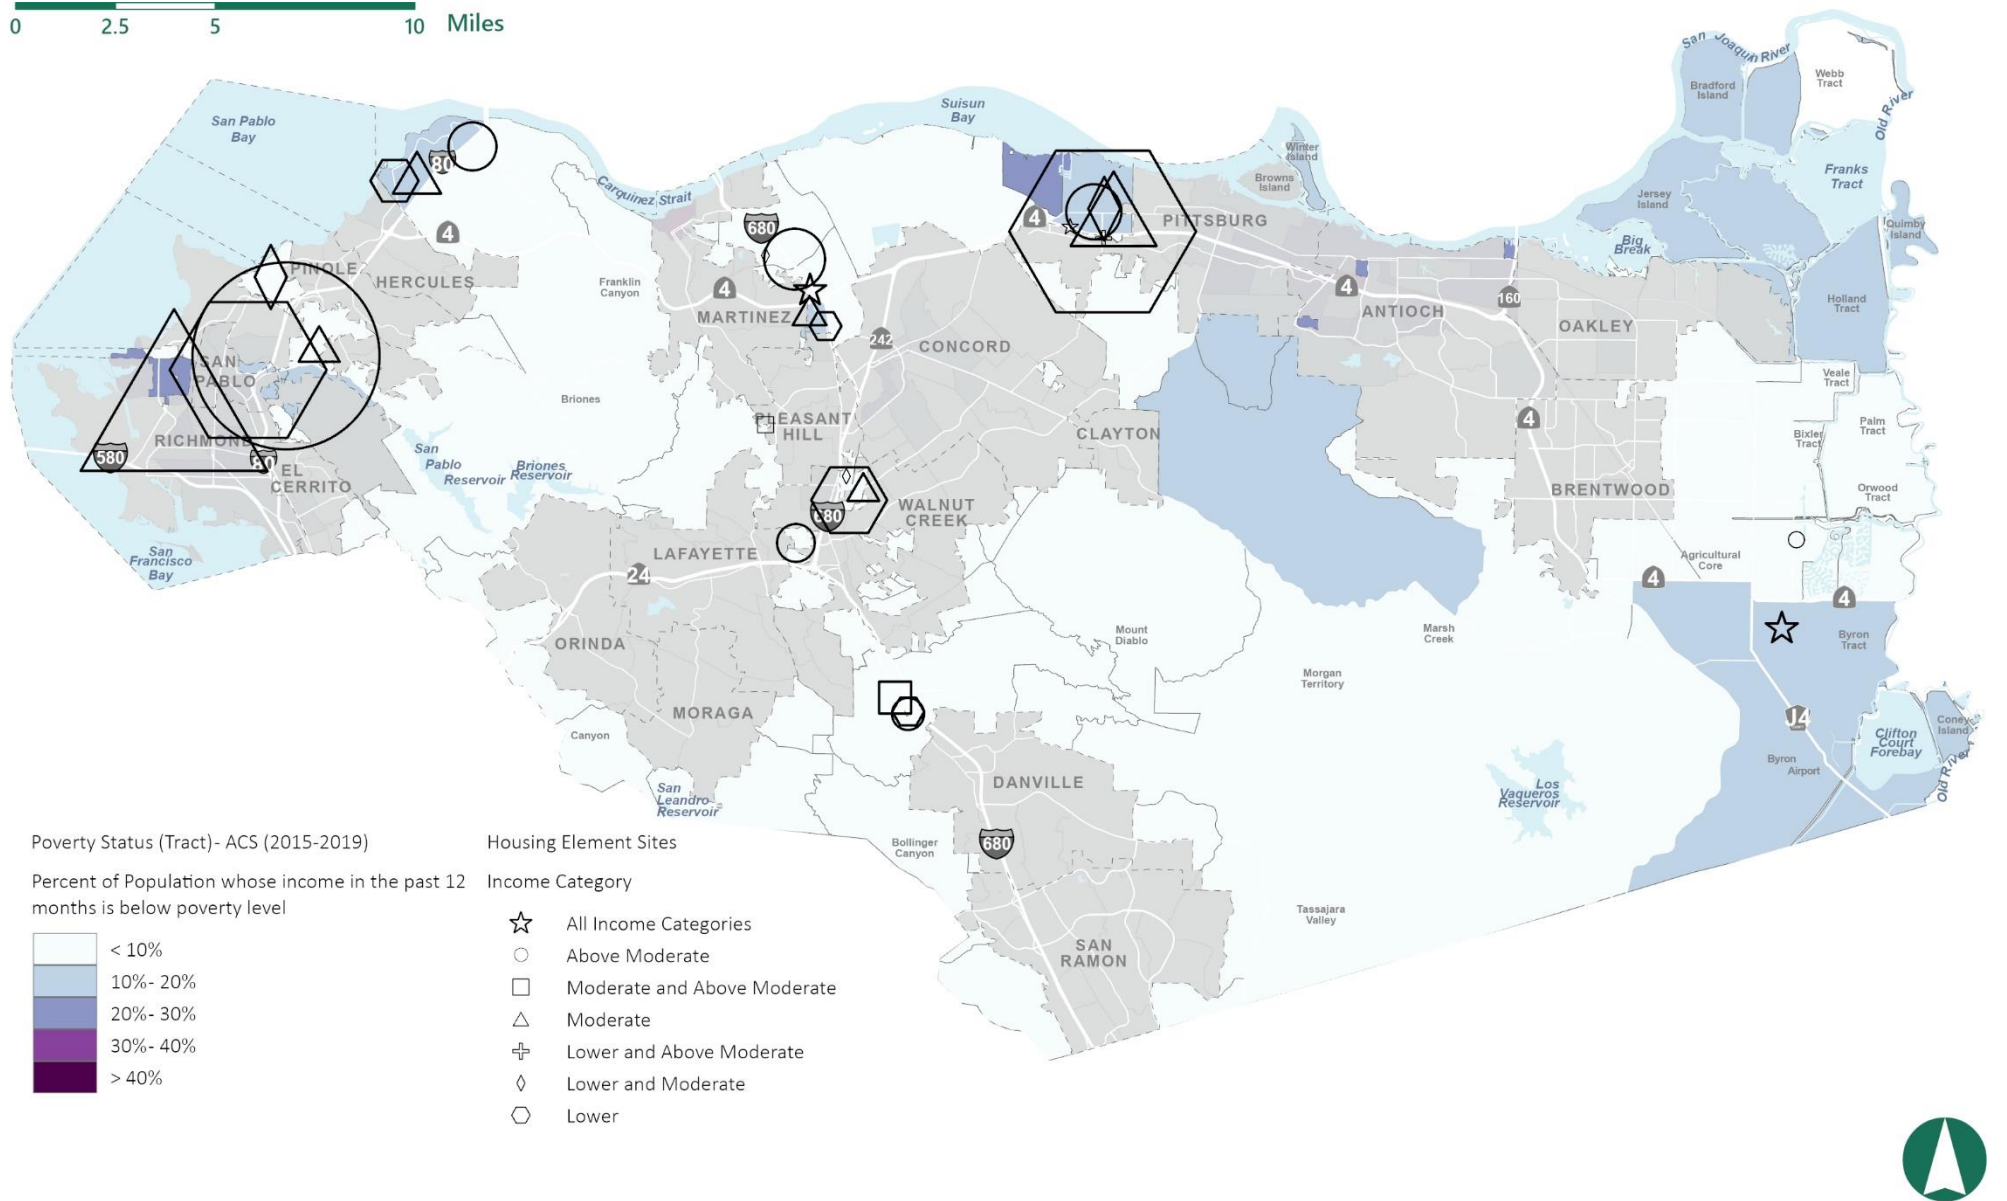 0 2.5 5 10 Miles
San Joaquin River
Webb
Tract
Bradford
Island
Old River
San Pablo
Bay
Suisun
Bay
Winter
Island
Browns
Island
Franks
Tract
Jersey
Island
Quimby
Island
Big
Break
Holland
Tract
Carquinez Strait
80
4
680
4
PITTSBURG
PINOLE
HERCULES
Franklin
Canyon
4
MARTINEZ
242
CONCORD
4
ANTIOCH
160
OAKLEY
SAN
PABLO
Briones
PLEASANT
HILL
CLAYTON
4
Veale
Tract
Bixler
Tract
Palm
Tract
RICHMOND
580
80
EL
CERRITO
San
Pablo
Reservoir
Briones
Reservoir
WALNUT
CREEK
680
BRENTWOOD
Orwood
Tract
San
Francisco
Bay
LAFAYETTE
24
Agricultural
Core
4
4
ORINDA
Mount
Diablo
Marsh
Creek
Byron
Tract
Morgan
Territory
MORAGA
Canyon
J4
Clifton
Court
Forebay
Coney
Island
Old River
Byron
Airport
DANVILLE
San
Leandro
Reservoir
Los
Vaqueros
Reservoir
Bollinger
Canyon
680
Tassajara
Valley
SAN
RAMON
Poverty Status (Tract)- ACS (2015-2019)
Percent of Population whose income in the past 12
months is below poverty level
< 10%
10%- 20%
20%- 30%
30%- 40%
> 40%
Housing Element Sites
Income Category
All Income Categories
Above Moderate
Moderate and Above Moderate
Moderate
Lower and Above Moderate
Lower and Moderate
Lower